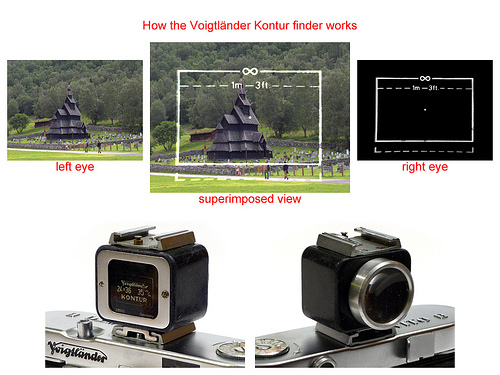 How the Voigtländer Kontur finder works
∞
1m — 3ft
∞
1m — 3ft
left eye
right eye
superimposed view
Voigtländer
24×36 35
KONTUR
Voigtländer